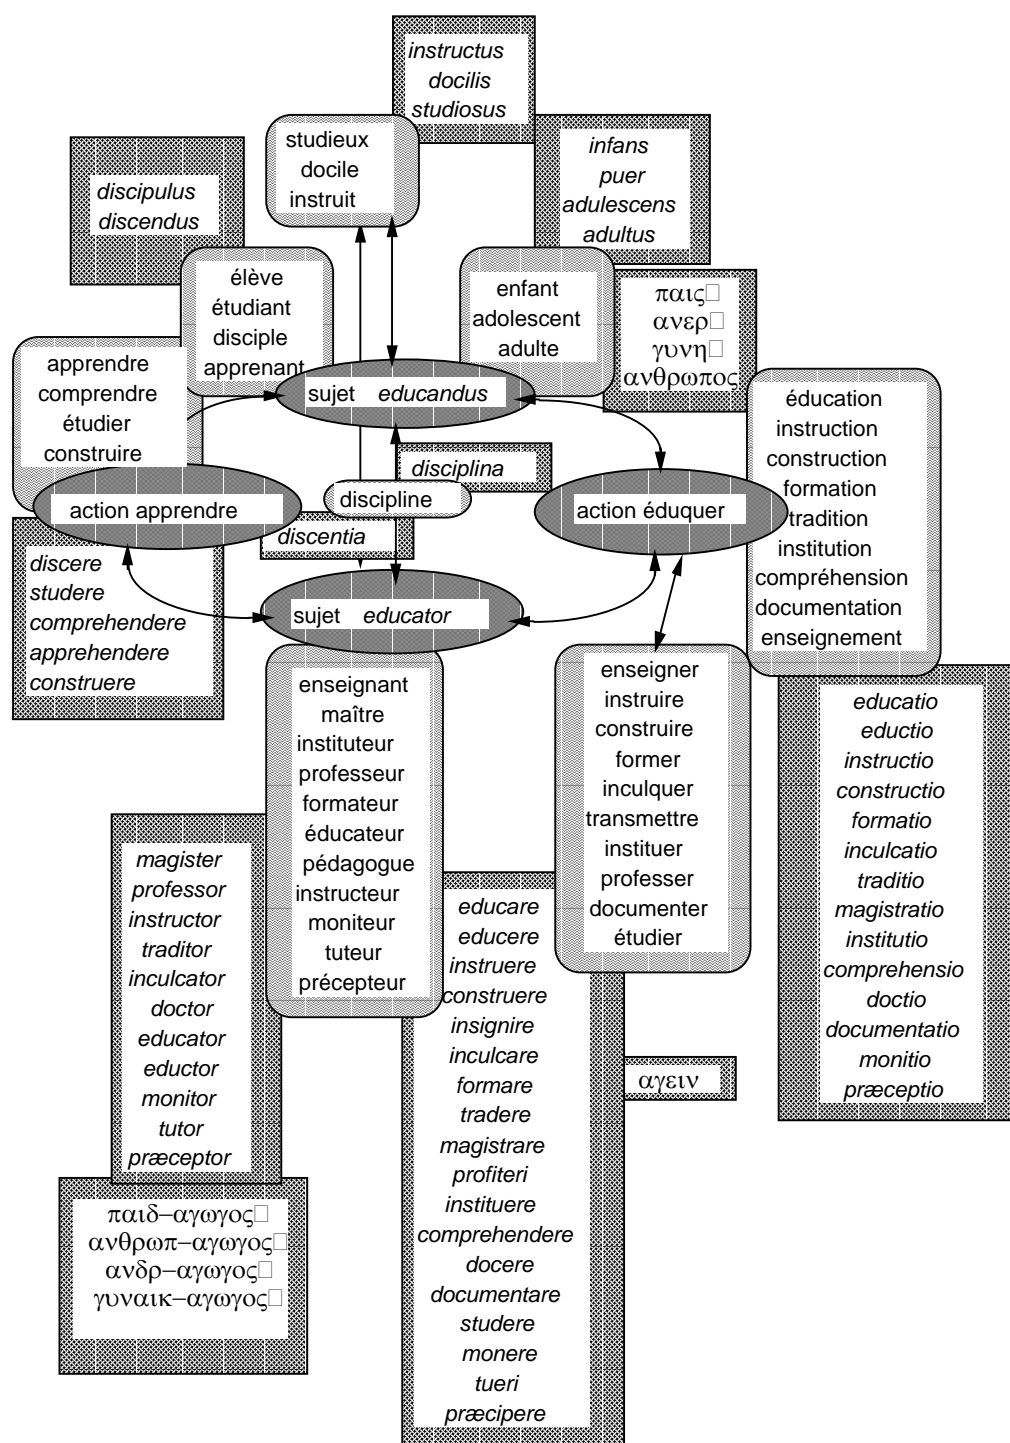 instructus
docilis
studiosus
studieux
docile
instruit
infans
puer
adulescens
adultus
discipulus
discendus
élève
étudiant
disciple
apprenant
enfant
adolescent
adulte
παις□
ανερ□
γυνη□
ανθρωπος
apprendre
comprendre
étudier
construire
sujet educandus
éducation
instruction
construction
formation
tradition
institution
compréhension
documentation
enseignement
disciplina
discipline
action apprendre
action éduquer
discentia
discere
studere
comprehendere
apprehendere
construere
sujet educator
enseignant
maître
instituteur
professeur
formateur
éducateur
pédagogue
instructeur
moniteur
tuteur
précepteur
enseigner
instruire
construire
former
inculquer
transmettre
instituer
professer
documenter
étudier
educatio
eductio
instructio
constructio
formatio
inculcatio
traditio
magistratio
institutio
comprehensio
doctio
documentatio
monitio
præceptio
magister
professor
instructor
traditor
inculcator
doctor
educator
eductor
monitor
tutor
præceptor
educare
educere
instruere
construere
insignire
inculcare
formare
tradere
magistrare
profiteri
instituere
comprehendere
docere
documentare
studere
monere
tueri
præcipere
αγειν
παιδ−αγωγος□
ανθρωπ−αγωγος□
ανδρ−αγωγος□
γυναικ−αγωγος□